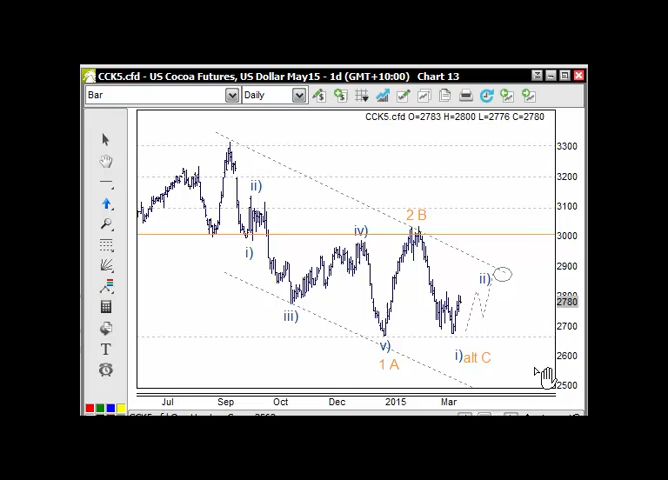 CCK5.cfd - US Cocoa Futures, US Dollar May15 - 1d (GMT+10:00) Chart 13
Bar
Daily
CCK5.cfd O=2783 H=2800 L=2776 C=2780
3300
3200
3100
3000
2900
2780
2700
2600
2500
ii)
i)
iii)
iv)
v)
1 A
2 B
ii)
i)
alt C
T
Jul
Sep
Oct
Dec
2015
Mar